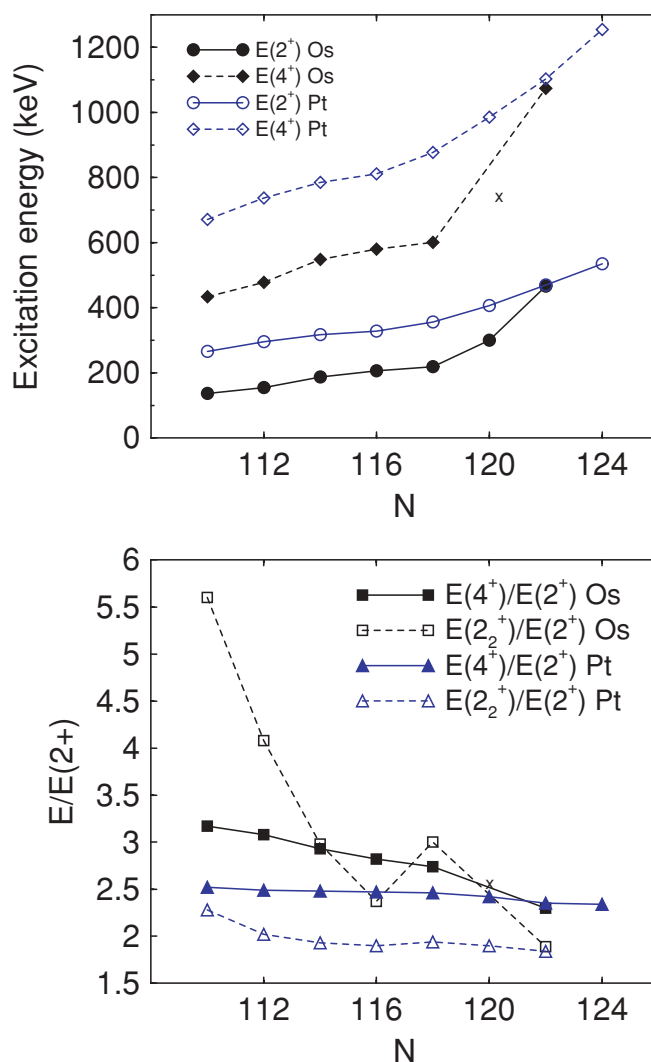 1200
1000
800
600
400
200
0
Excitation energy (keV)
E(2⁺) Os
E(4⁺) Os
E(2⁺) Pt
E(4⁺) Pt
x
112 116 120 124
N
6
5.5
5
4.5
4
3.5
3
2.5
2
1.5
E/E(2+)
E(4⁺)/E(2⁺) Os
E(2₂⁺)/E(2⁺) Os
E(4⁺)/E(2⁺) Pt
E(2₂⁺)/E(2⁺) Pt
x
112 116 120 124
N